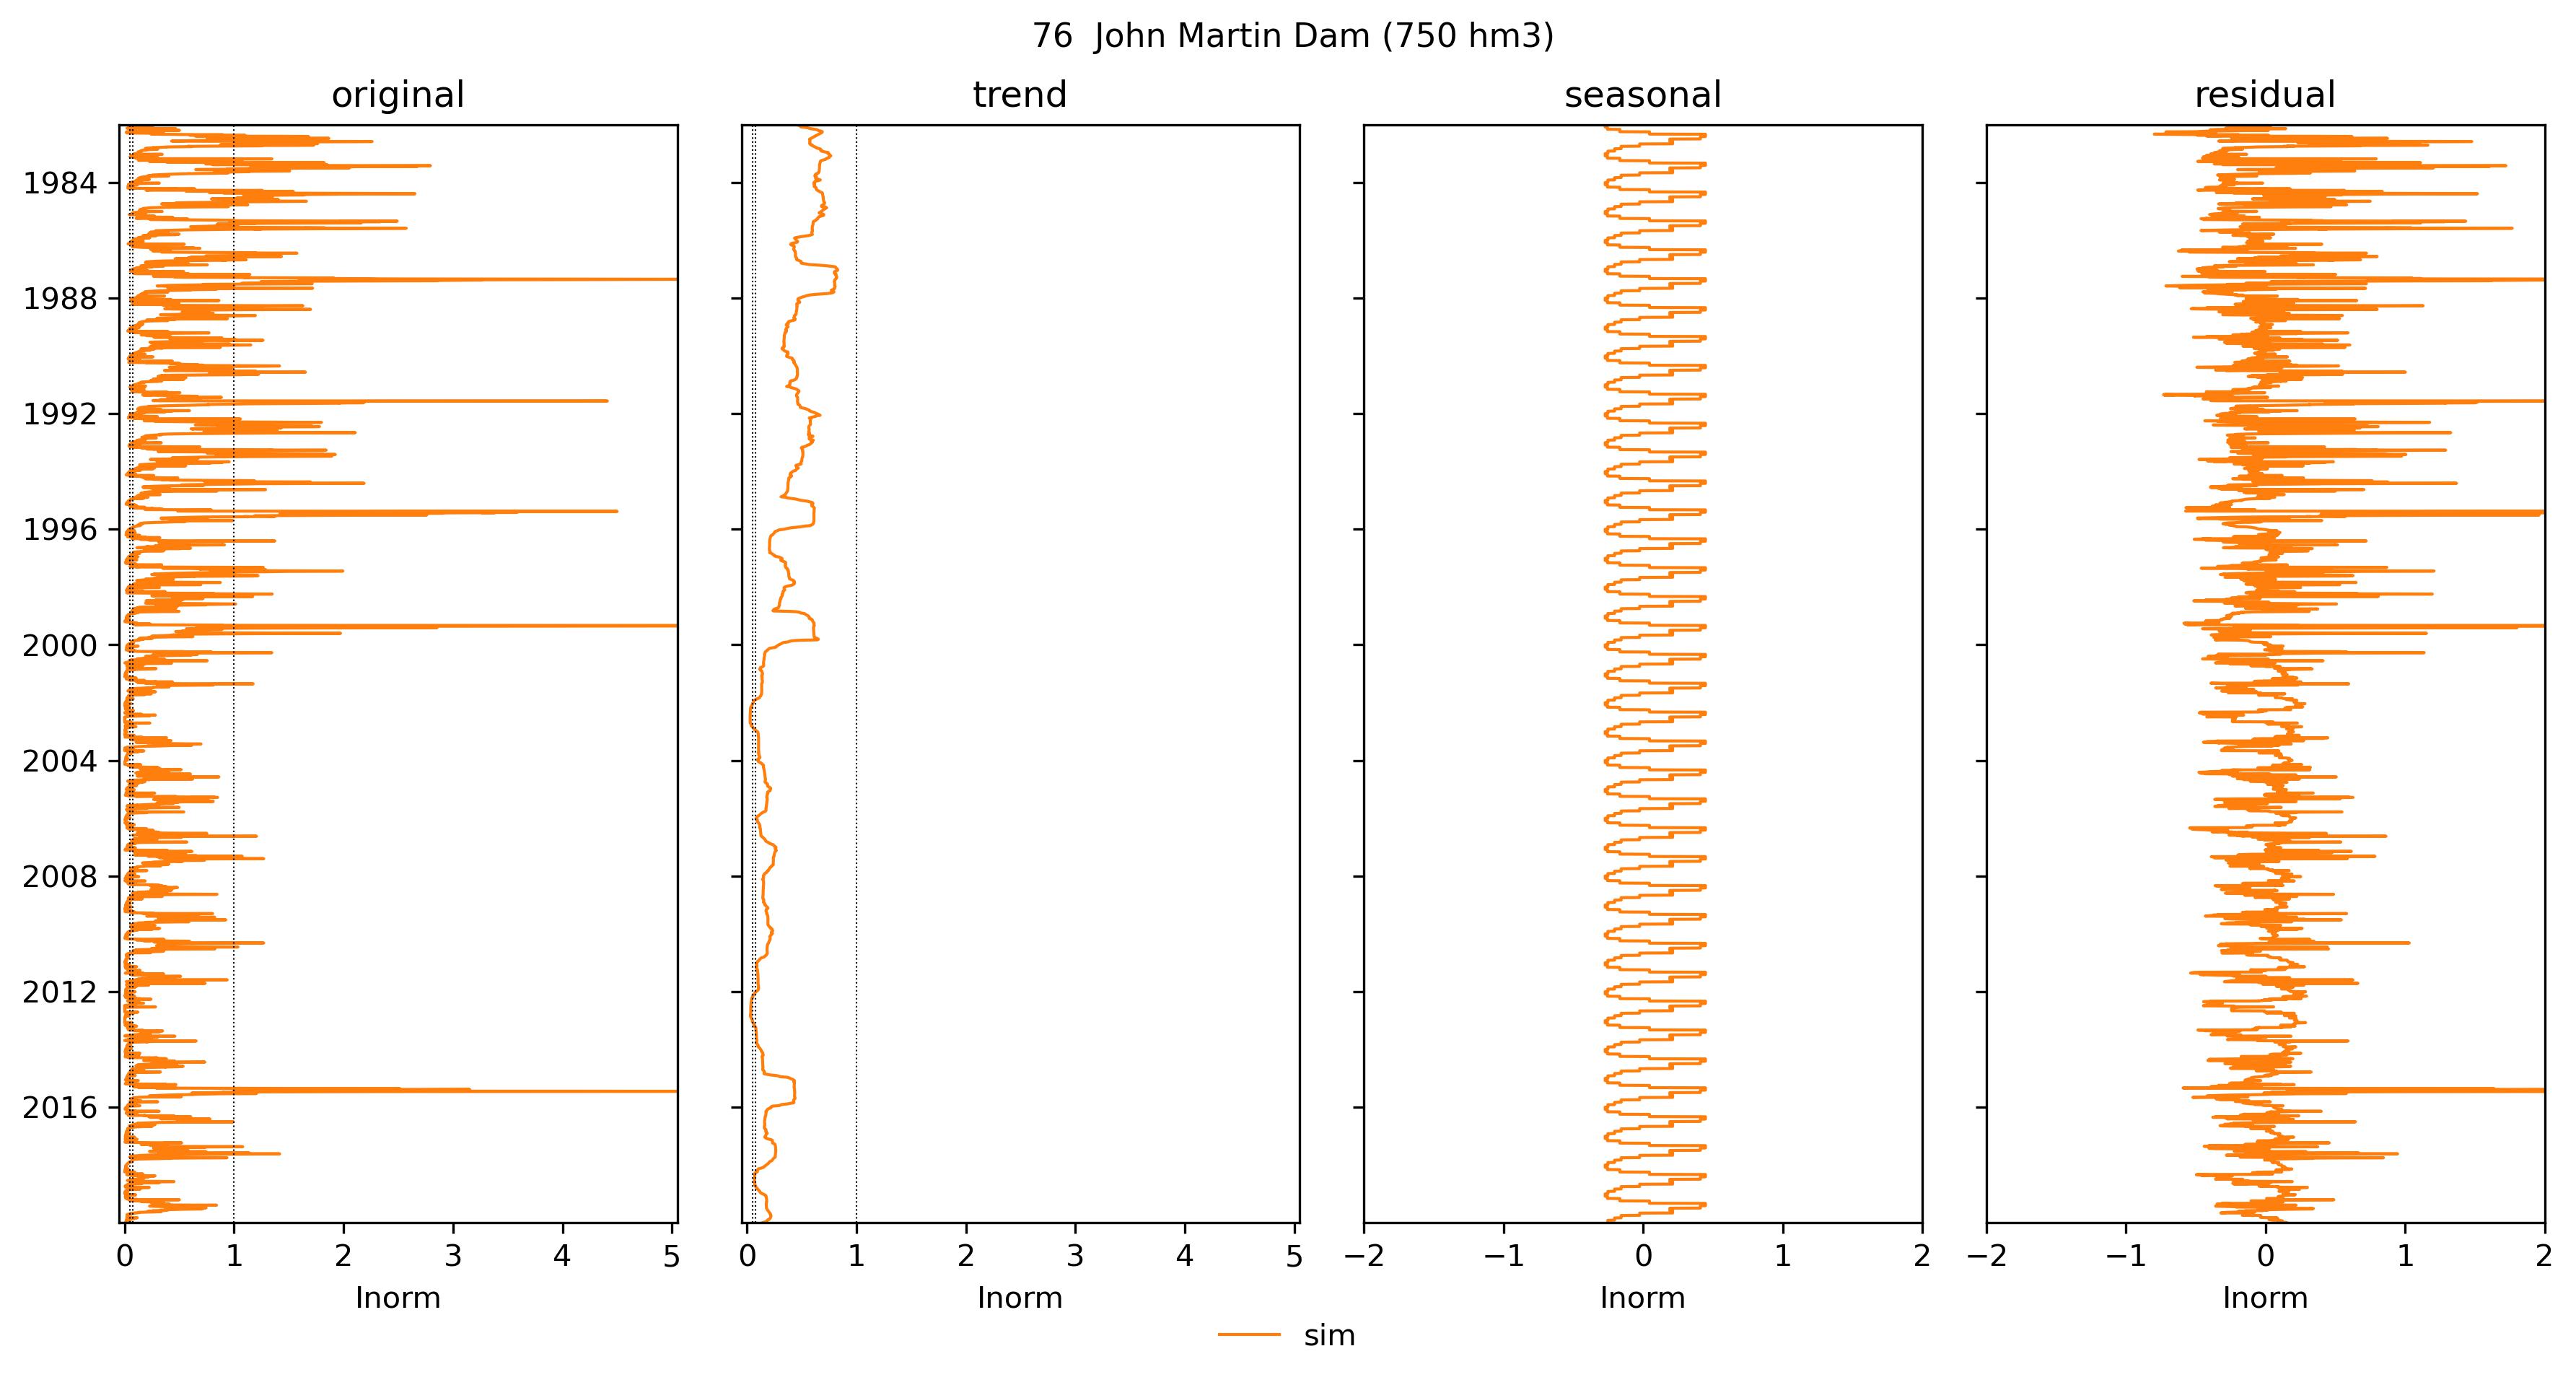 76  John Martin Dam (750 hm3)
original
trend
seasonal
residual
1984
1988
1992
1996
2000
2004
2008
2012
2016
0 1 2 3 4 5
0 1 2 3 4 5
−2 −1 0 1 2
−2 −1 0 1 2
Inorm
Inorm
Inorm
Inorm
sim